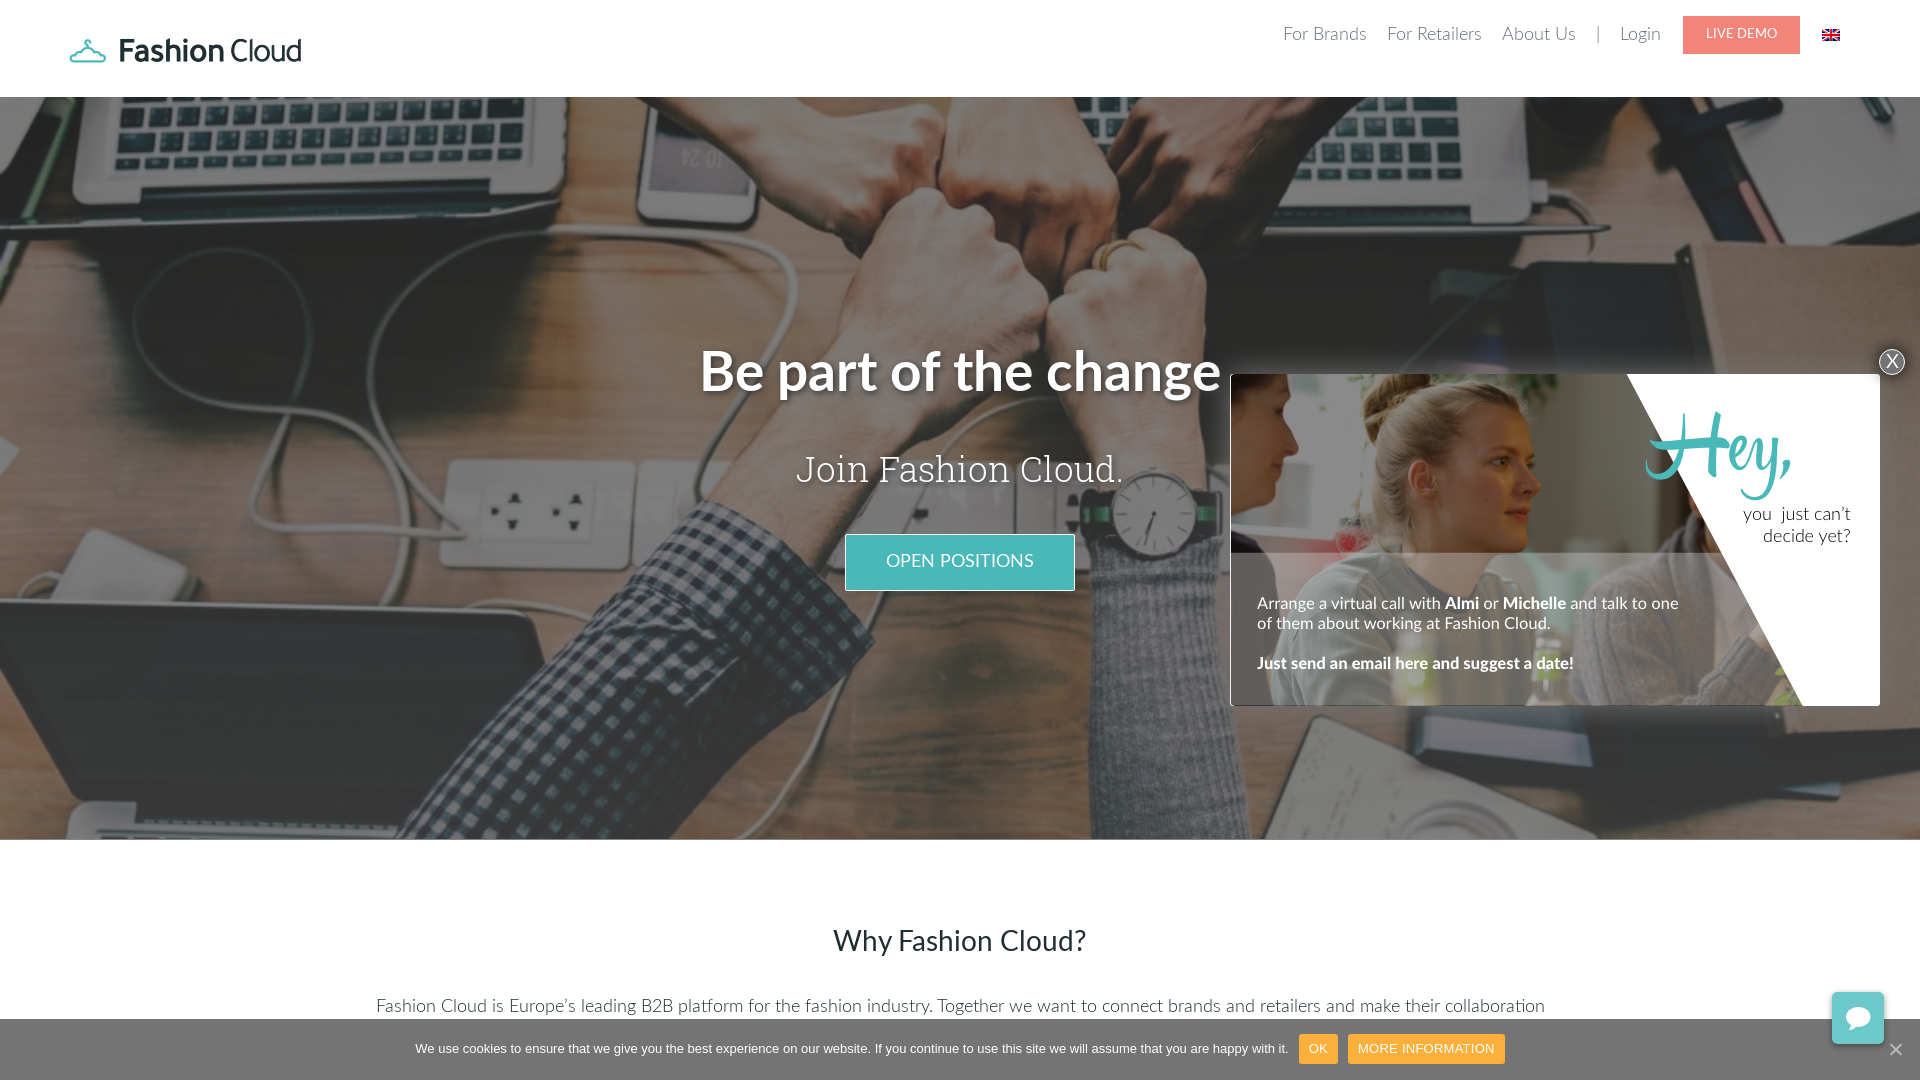 Fashion Cloud
For Brands For Retailers About Us | Login LIVE DEMO
10:24
Be part of the change
Join Fashion Cloud.
OPEN POSITIONS
X
Hey,
you just can't
decide yet?
Arrange a virtual call with Almi or Michelle and talk to one
of them about working at Fashion Cloud.
Just send an email here and suggest a date!
Why Fashion Cloud?
Fashion Cloud is Europe’s leading B2B platform for the fashion industry. Together we want to connect brands and retailers and make their collaboration
We use cookies to ensure that we give you the best experience on our website. If you continue to use this site we will assume that you are happy with it. OK MORE INFORMATION